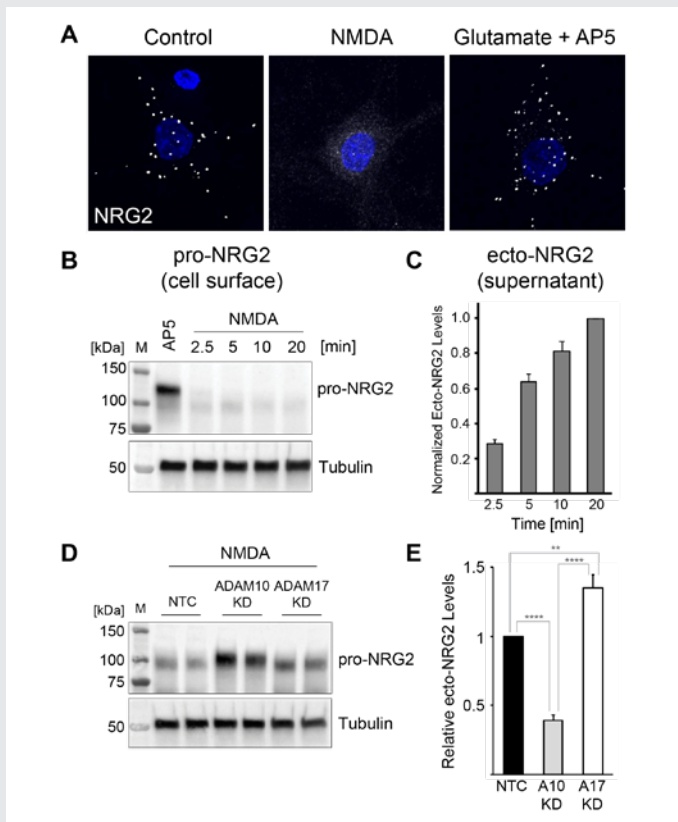 A
Control
NMDA
Glutamate + AP5
NRG2
B
pro-NRG2
(cell surface)
[kDa]
M
AP5
NMDA
2.5
5
10
20
[min]
150
100
75
pro-NRG2
50
Tubulin
C
ecto-NRG2
(supernatant)
Normalized Ecto-NRG2 Levels
1.0
0.8
0.6
0.4
0.2
2.5
5
10
20
Time [min]
D
NMDA
[kDa]
M
NTC
ADAM10
KD
ADAM17
KD
150
100
75
pro-NRG2
50
Tubulin
E
Relative ecto-NRG2 Levels
1.5
1
0.5
**
****
****
NTC
A10
KD
A17
KD